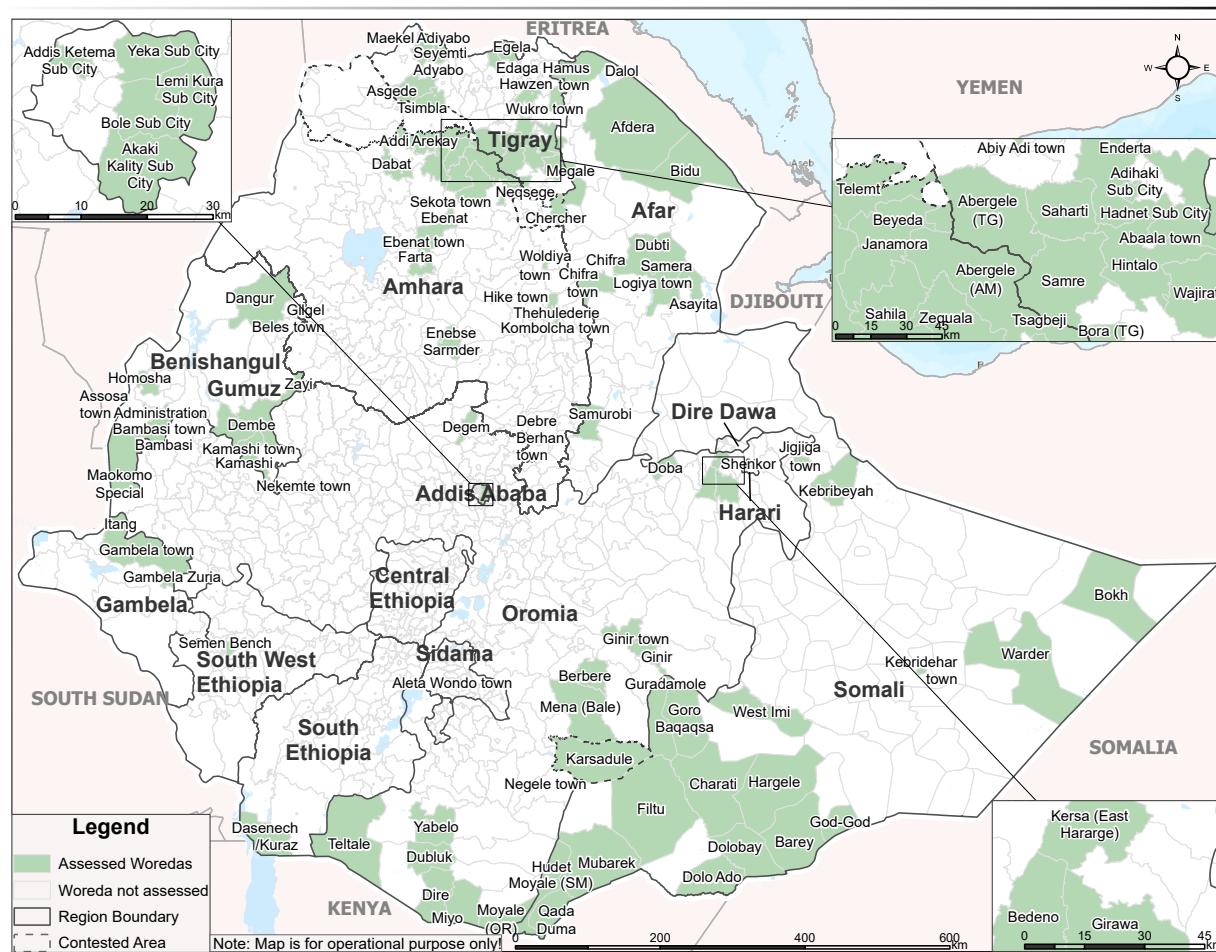 ERITREA
YEMEN
DJIBOUTI
SOMALIA
KENYA
SOUTH SUDAN
Aseb
N
W
E
S
Addis Ketema
Sub City
Yeka Sub City
Lemi Kura
Sub City
Bole Sub City
Akaki
Kality Sub
City
0
10
20
30
km
Maekel Adiyabo
Seyemti
Adyabo
Egela
Edaga Hamus
Hawzen town
Dalol
Asgede
Tsimbla
Wukro town
Afdera
Addi Arekay
Tigray
Dabat
Megale
Bidu
Neqsege
Sekota town
Ebenat
Chercher
Afar
Ebenat town
Farta
Dubti
Woldiya
town
Chifra
Chifra
town
Samera
Logiya town
Amhara
Dangur
Gilgel
Beles town
Hike town
Thehulederie
Kombolcha town
Asayita
Enebse
Sarmder
Benishangul
Gumuz
Homosha
Zayi
Assosa
town
Administration
Bambasi town
Bambasi
Dembe
Kamashi town
Kamashi
Degem
Debre
Berhan
town
Samurobi
Dire Dawa
Maokomo
Special
Nekemte town
Addis Ababa
Doba
Shenkor
Jigjiga
town
Kebribeyah
Harari
Itang
Gambela town
Gambela Zuria
Gambela
Central
Ethiopia
Oromia
Bokh
Semen Bench
South West
Ethiopia
Sidama
Aleta Wondo town
Ginir town
Ginir
Berbere
Guradamole
Mena (Bale)
Goro
Baqaqsa
West Imi
Kebridehar
town
Warder
Somali
South
Ethiopia
Karsadule
Negele town
Charati
Hargele
Filtu
God-God
Dasenech
/Kuraz
Teltale
Yabelo
Dubluk
Dolobay
Barey
Hudet
Mubarek
Moyale (SM)
Dolo Ado
Dire
Miyo
Moyale
(OR)
Qada
Duma
Abiy Adi town
Enderta
Telemt
Adihaki
Sub City
Abergele
(TG)
Saharti
Hadnet Sub City
Beyeda
Janamora
Abaala town
Abergele
(AM)
Samre
Hintalo
Wajirat
Sahila
Zequala
Tsagbeji
Bora (TG)
0
15
30
45
km
Kersa (East
Hararge)
Bedeno
Girawa
0
15
30
45
km
Legend
Assessed Woredas
Woreda not assessed
Region Boundary
Contested Area
Note: Map is for operational purpose only!
0
200
400
600
km